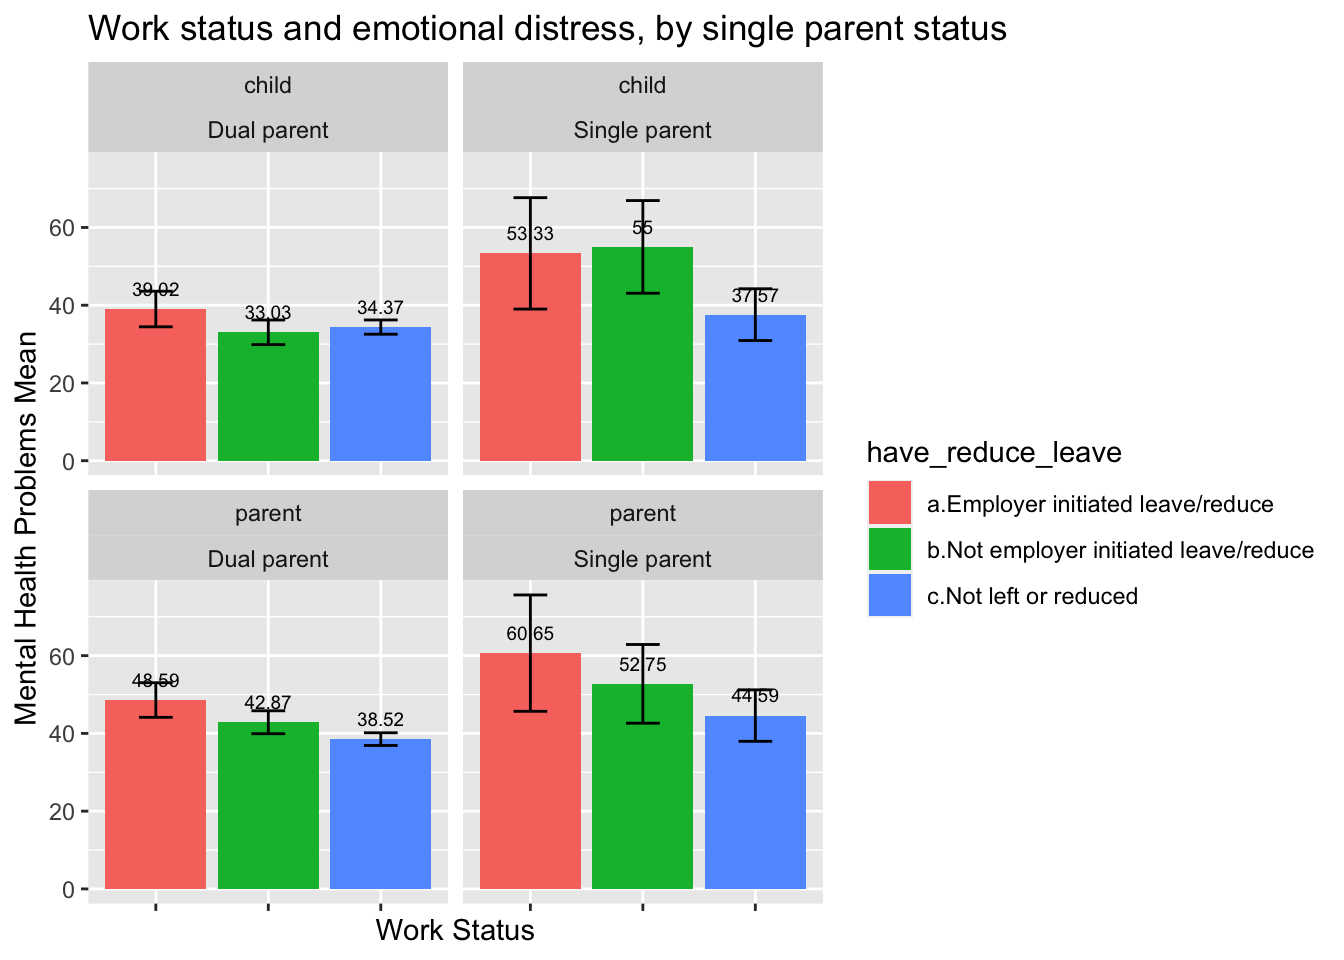 Work status and emotional distress, by single parent status
child
Dual parent
child
Single parent
Mental Health Problems Mean
60
40
20
0
39.02
33.03
34.37
53.33
55
37.57
parent
Dual parent
parent
Single parent
60
40
20
0
48.59
42.87
38.52
60.65
52.75
44.59
Work Status
have_reduce_leave
a.Employer initiated leave/reduce
b.Not employer initiated leave/reduce
c.Not left or reduced